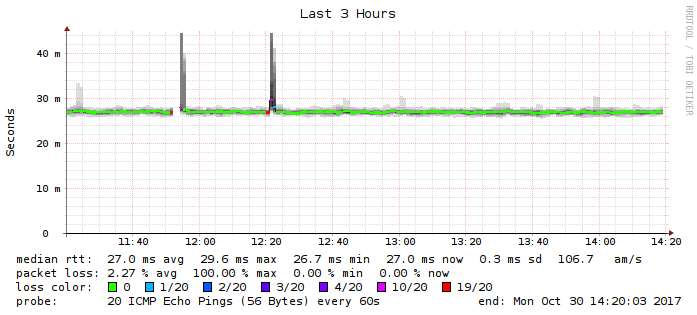 Last 3 Hours
RRDTOOL / TOBI OETIKER
Seconds
40 m
30 m
20 m
10 m
0
11:40 12:00 12:20 12:40 13:00 13:20 13:40 14:00 14:20
median rtt: 27.0 ms avg 29.6 ms max 26.7 ms min 27.0 ms now 0.3 ms sd 106.7 am/s
packet loss: 2.27 % avg 100.00 % max 0.00 % min 0.00 % now
loss color: 0 1/20 2/20 3/20 4/20 10/20 19/20
probe: 20 ICMP Echo Pings (56 Bytes) every 60s end: Mon Oct 30 14:20:03 2017